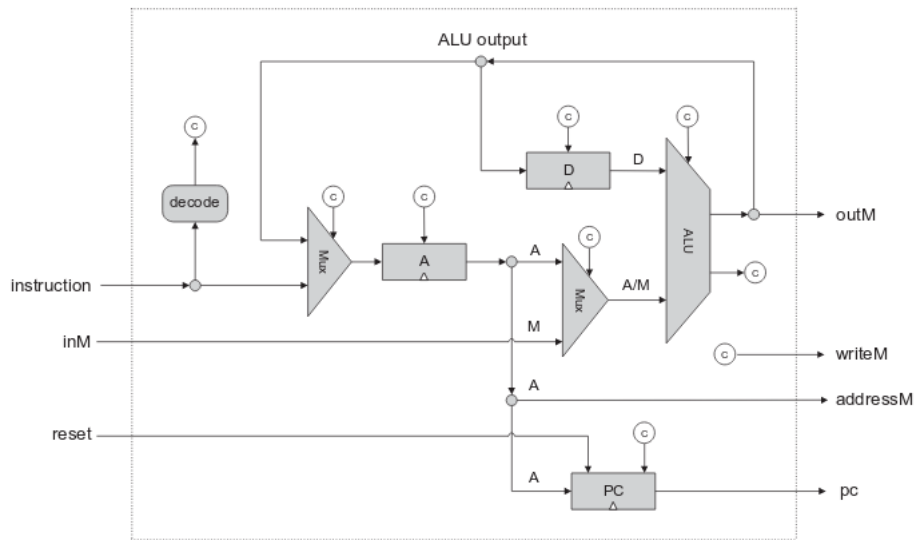 ALU output
C
C
C
D
D
decode
C
C
ALU
outM
Mux
C
A
A
Mux
A/M
C
instruction
inM
M
C
writeM
A
addressM
reset
C
A
PC
pc